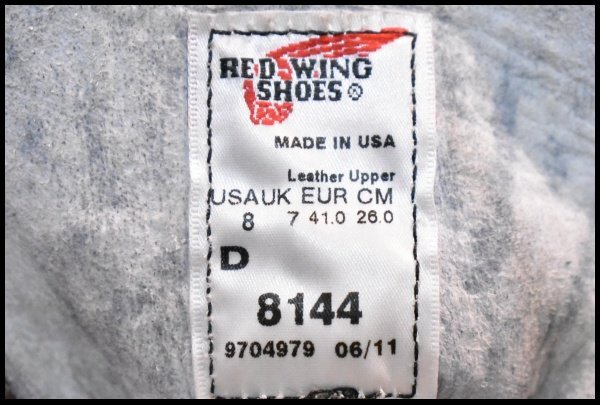 RED WING
SHOES ®
MADE IN USA
Leather Upper
USAUK EUR CM
8 7 41.0 26.0
D
8144
9704979 06/11